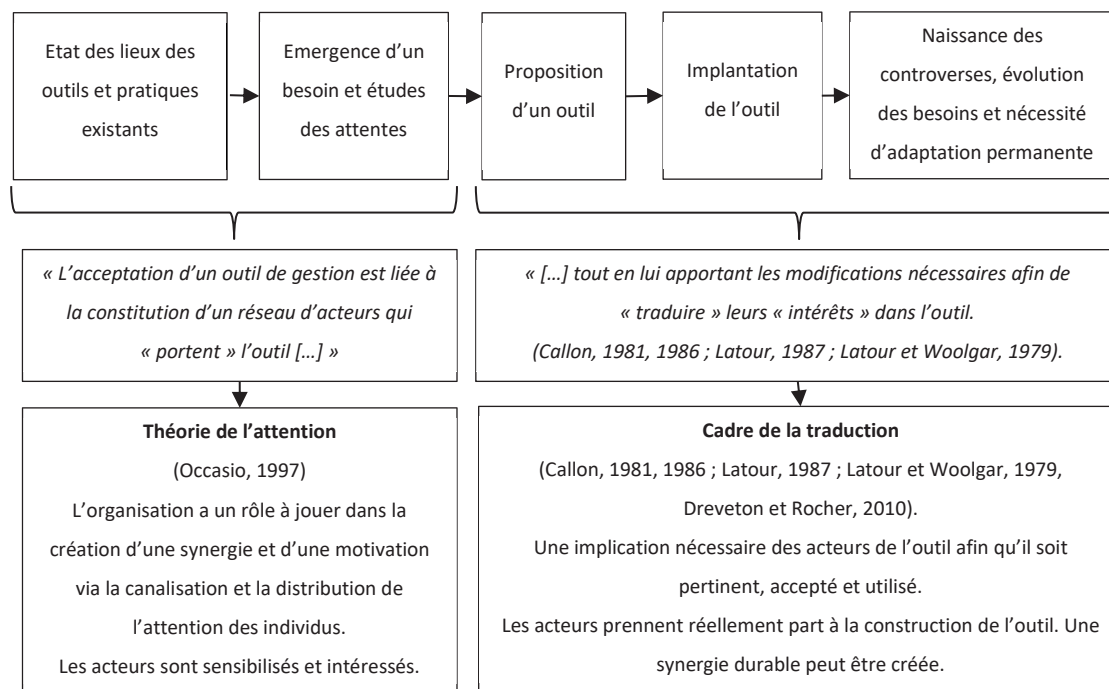 Etat des lieux des
outils et pratiques
existants
Emergence d’un
besoin et études
des attentes
Proposition
d’un outil
Implantation
de l’outil
Naissance des
controverses, évolution
des besoins et nécessité
d’adaptation permanente
« L’acceptation d’un outil de gestion est liée à
la constitution d’un réseau d’acteurs qui
« portent » l’outil […] »
« […] tout en lui apportant les modifications nécessaires afin de
« traduire » leurs « intérêts » dans l’outil.
(Callon, 1981, 1986 ; Latour, 1987 ; Latour et Woolgar, 1979).
Théorie de l’attention
(Occasio, 1997)
L’organisation a un rôle à jouer dans la
création d’une synergie et d’une motivation
via la canalisation et la distribution de
l’attention des individus.
Les acteurs sont sensibilisés et intéressés.
Cadre de la traduction
(Callon, 1981, 1986 ; Latour, 1987 ; Latour et Woolgar, 1979,
Dreveton et Rocher, 2010).
Une implication nécessaire des acteurs de l’outil afin qu’il soit
pertinent, accepté et utilisé.
Les acteurs prennent réellement part à la construction de l’outil. Une
synergie durable peut être créée.